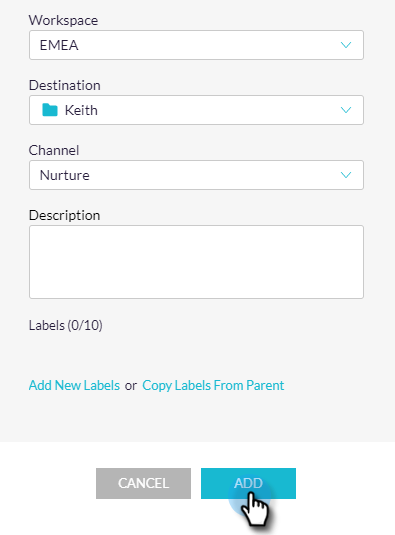 Workspace
EMEA
Destination
Keith
Channel
Nurture
Description
Labels (0/10)
Add New Labels or Copy Labels From Parent
CANCEL ADD